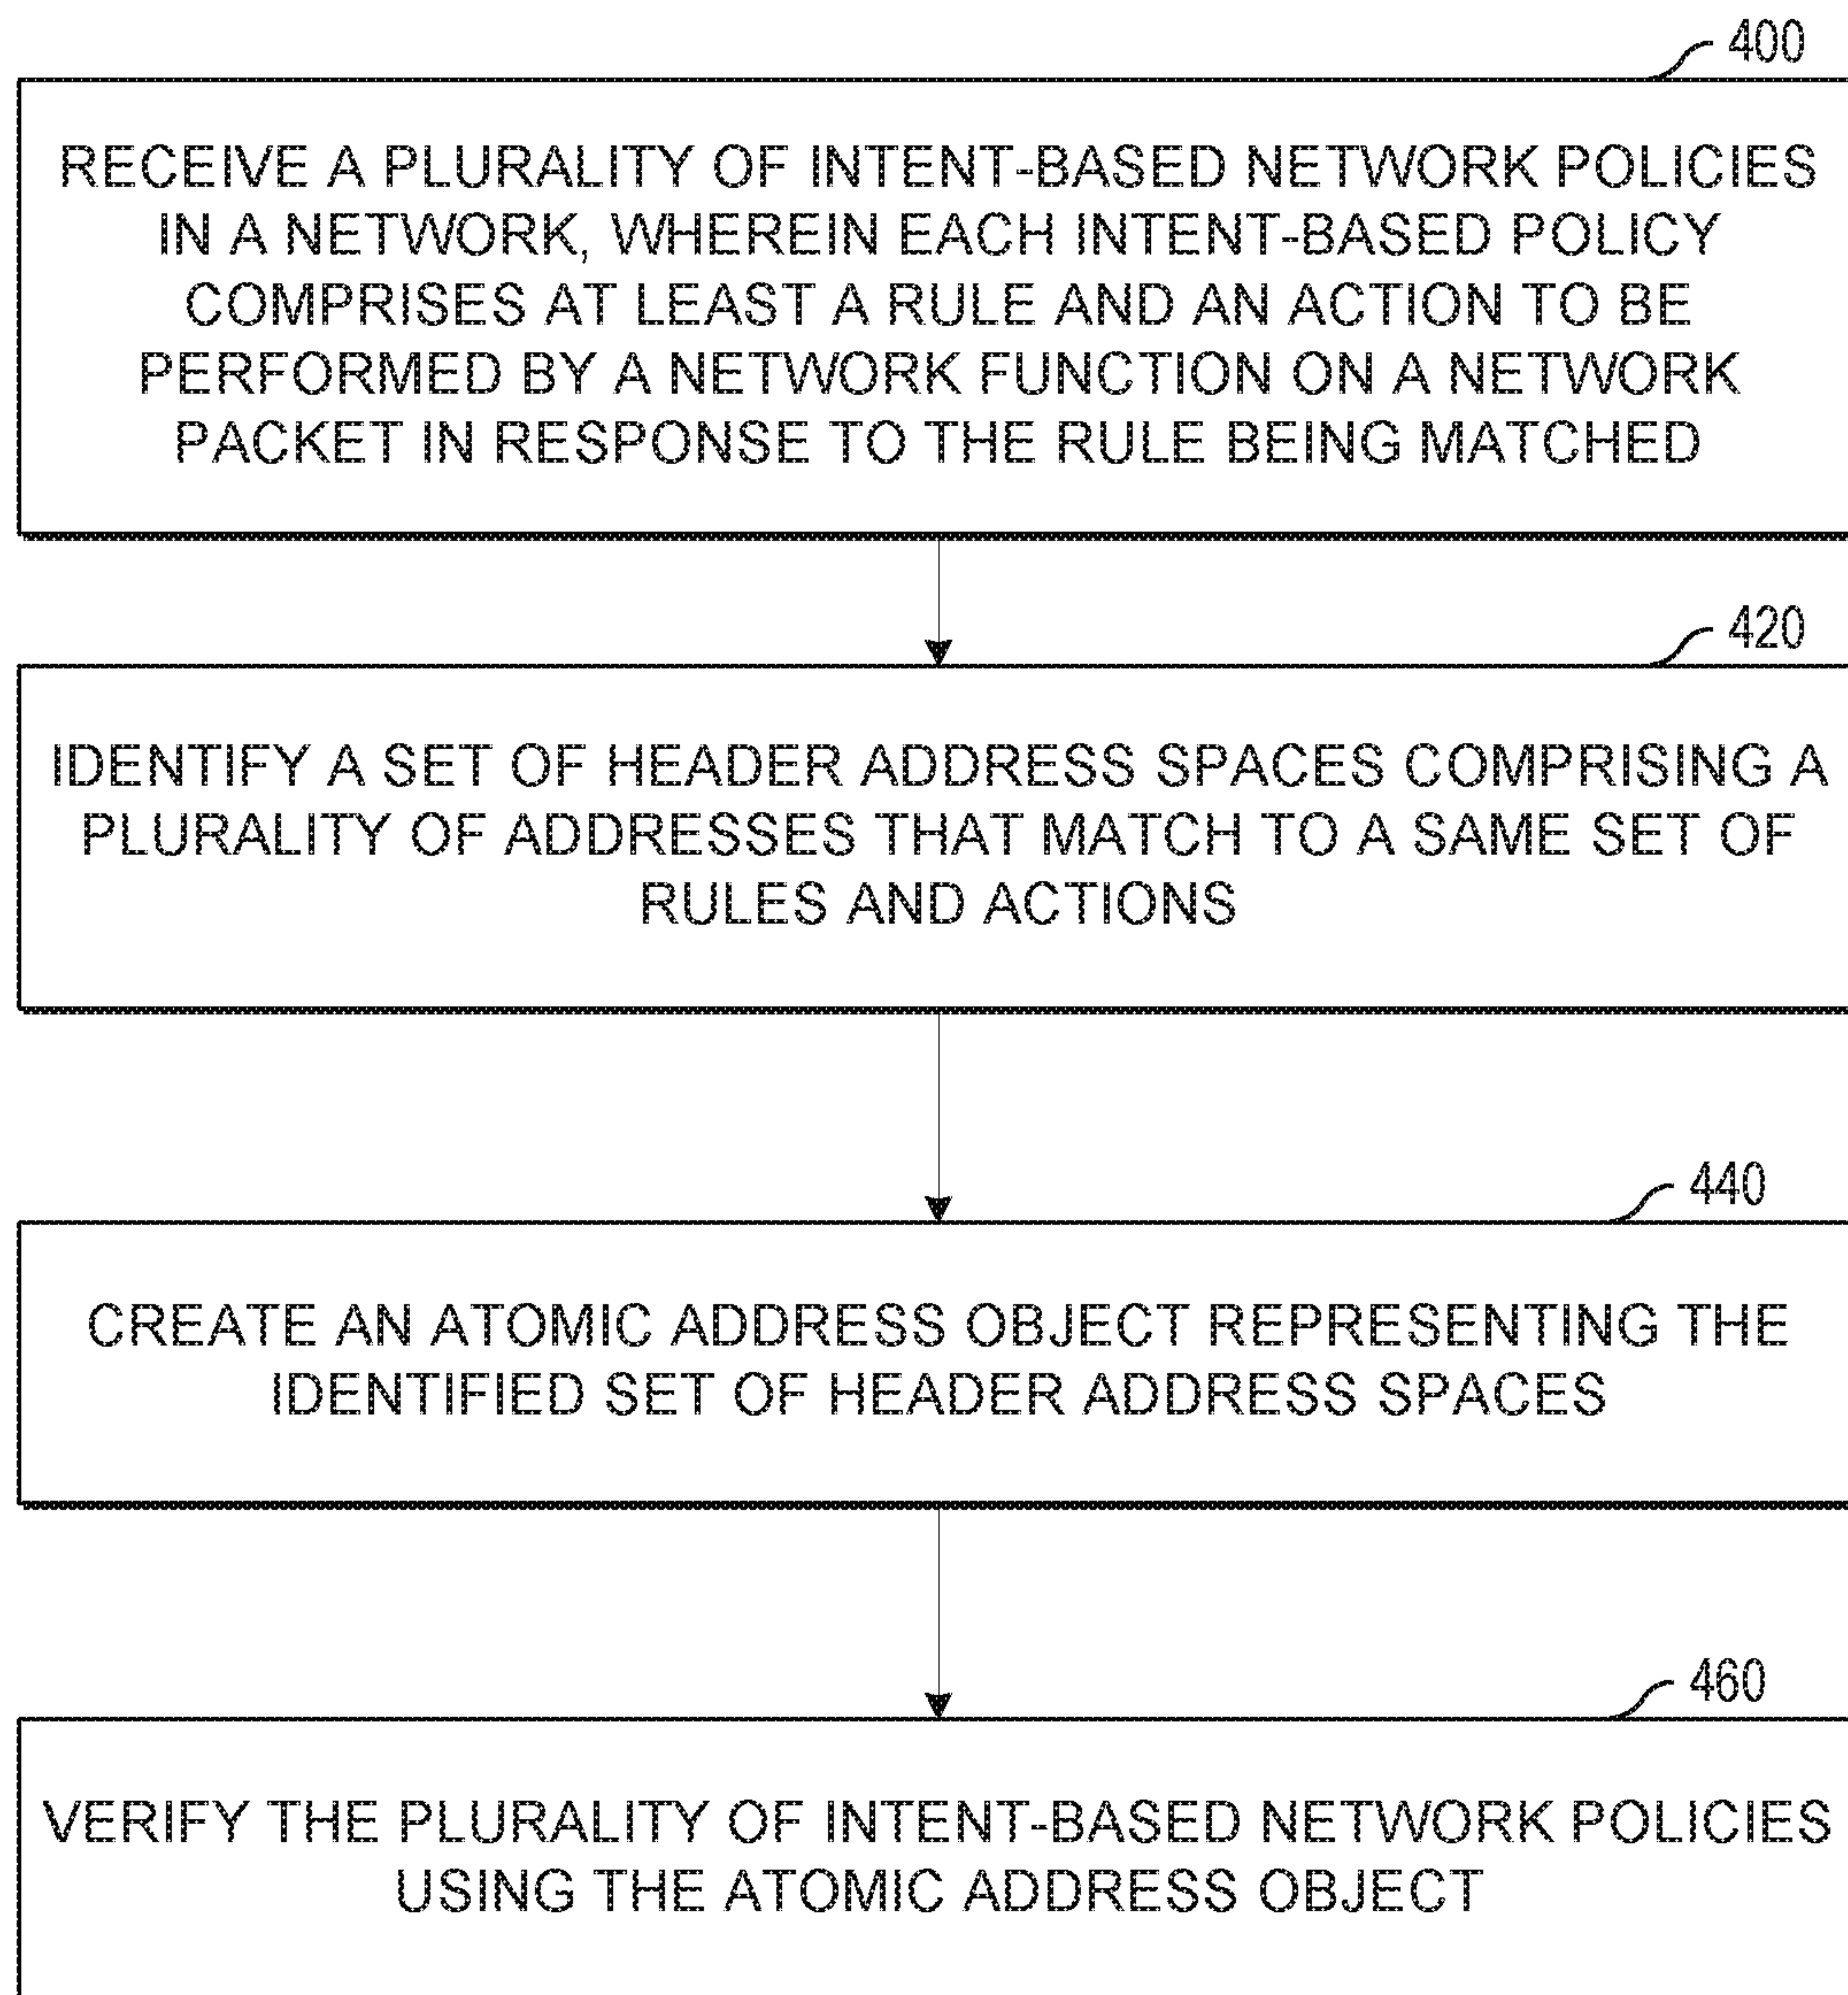 400
RECEIVE A PLURALITY OF INTENT-BASED NETWORK POLICIES
IN A NETWORK, WHEREIN EACH INTENT-BASED POLICY
COMPRISES AT LEAST A RULE AND AN ACTION TO BE
PERFORMED BY A NETWORK FUNCTION ON A NETWORK
PACKET IN RESPONSE TO THE RULE BEING MATCHED
420
IDENTIFY A SET OF HEADER ADDRESS SPACES COMPRISING A
PLURALITY OF ADDRESSES THAT MATCH TO A SAME SET OF
RULES AND ACTIONS
440
CREATE AN ATOMIC ADDRESS OBJECT REPRESENTING THE
IDENTIFIED SET OF HEADER ADDRESS SPACES
460
VERIFY THE PLURALITY OF INTENT-BASED NETWORK POLICIES
USING THE ATOMIC ADDRESS OBJECT